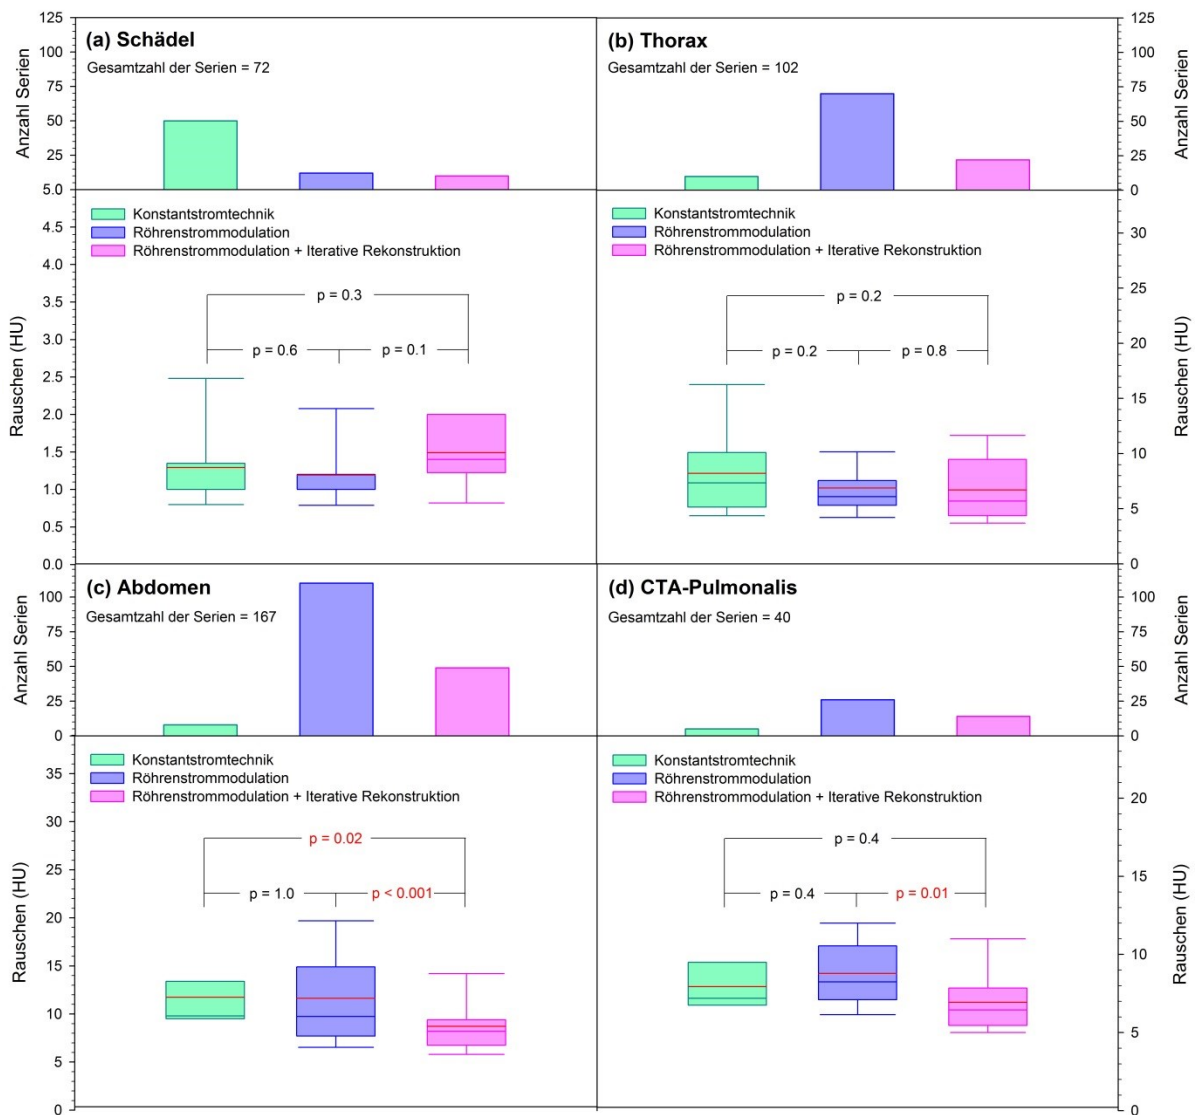 (a) Schädel
Gesamtzahl der Serien = 72
Anzahl Serien
125
100
75
50
25
5.0
Konstantstromtechnik
Röhrenstrommodulation
Röhrenstrommodulation + Iterative Rekonstruktion
p = 0.3
p = 0.6
p = 0.1
Rauschen (HU)
4.5
4.0
3.5
3.0
2.5
2.0
1.5
1.0
0.5
0.0
(b) Thorax
Gesamtzahl der Serien = 102
Anzahl Serien
125
100
75
50
25
0
Konstantstromtechnik
Röhrenstrommodulation
Röhrenstrommodulation + Iterative Rekonstruktion
p = 0.2
p = 0.2
p = 0.8
Rauschen (HU)
30
25
20
15
10
5
0
(c) Abdomen
Gesamtzahl der Serien = 167
Anzahl Serien
100
75
50
25
0
Konstantstromtechnik
Röhrenstrommodulation
Röhrenstrommodulation + Iterative Rekonstruktion
p = 0.02
p = 1.0
p < 0.001
Rauschen (HU)
35
30
25
20
15
10
5
0
(d) CTA-Pulmonalis
Gesamtzahl der Serien = 40
Anzahl Serien
100
75
50
25
0
Konstantstromtechnik
Röhrenstrommodulation
Röhrenstrommodulation + Iterative Rekonstruktion
p = 0.4
p = 0.4
p = 0.01
Rauschen (HU)
20
15
10
5
0